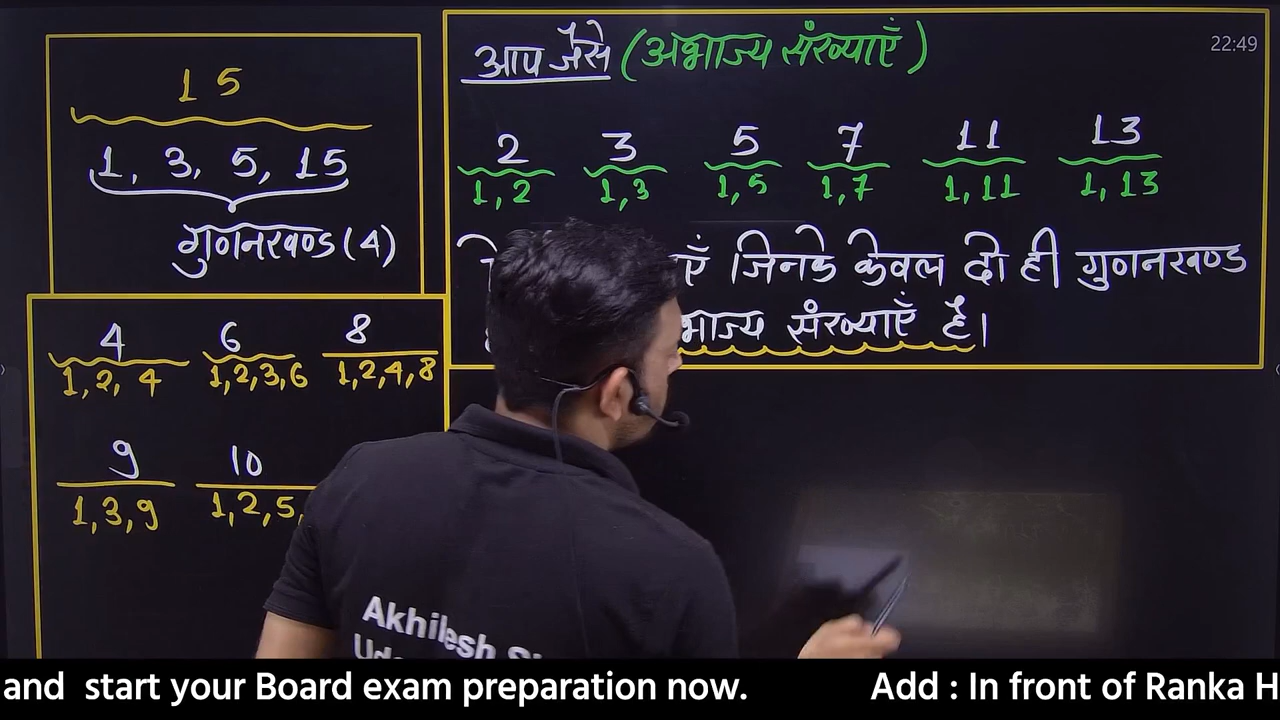 15
1, 3, 5, 15
गुणनखण्ड (4)
4 6 8
1, 2, 4 1,2,3,6 1,2,4,8
9 10
1,3,9 1,2,5,
आप जैसे (अभाज्य संख्याएँ)
22:49
2 3 5 7 11 13
1,2 1,3 1,5 1,7 1,11 1,13
जिनके केवल दो ही गुणनखण्ड
संख्याएँ है।
Akhilesh
and start your Board exam preparation now. Add : In front of Ranka H